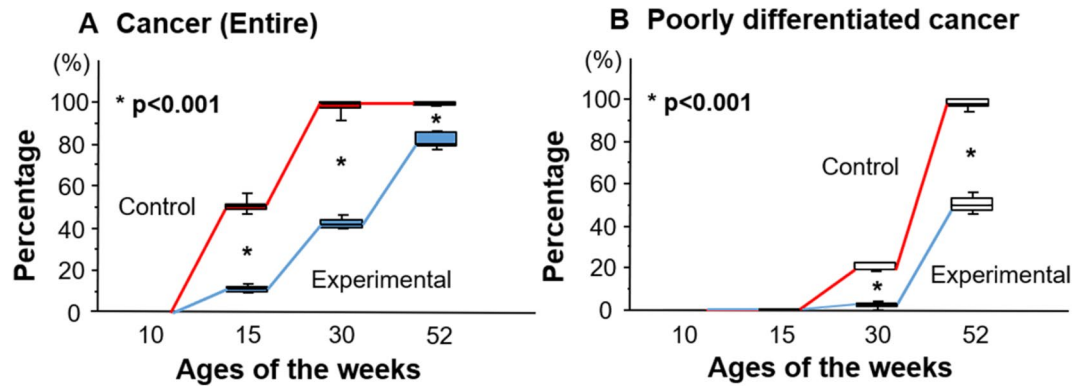 A Cancer (Entire)
(%)
* p<0.001
100
80
60
40
20
0
Percentage
Control
*
*
*
Experimental
10 15 30 52
Ages of the weeks
B Poorly differentiated cancer
(%)
* p<0.001
100
80
60
40
20
0
Percentage
Control
*
*
Experimental
10 15 30 52
Ages of the weeks